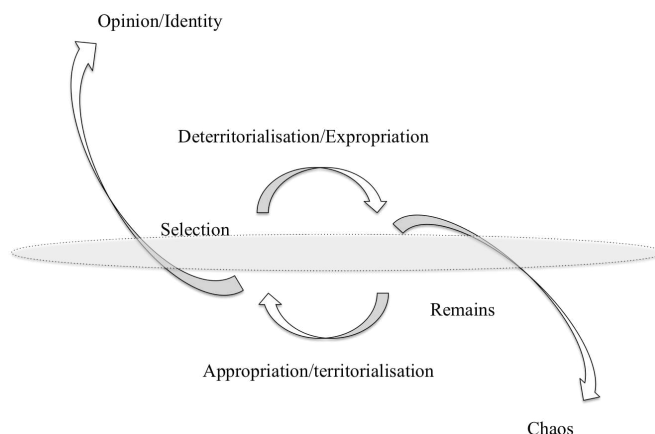 Opinion/Identity
Deterritorialisation/Expropriation
Selection
Remains
Appropriation/territorialisation
Chaos